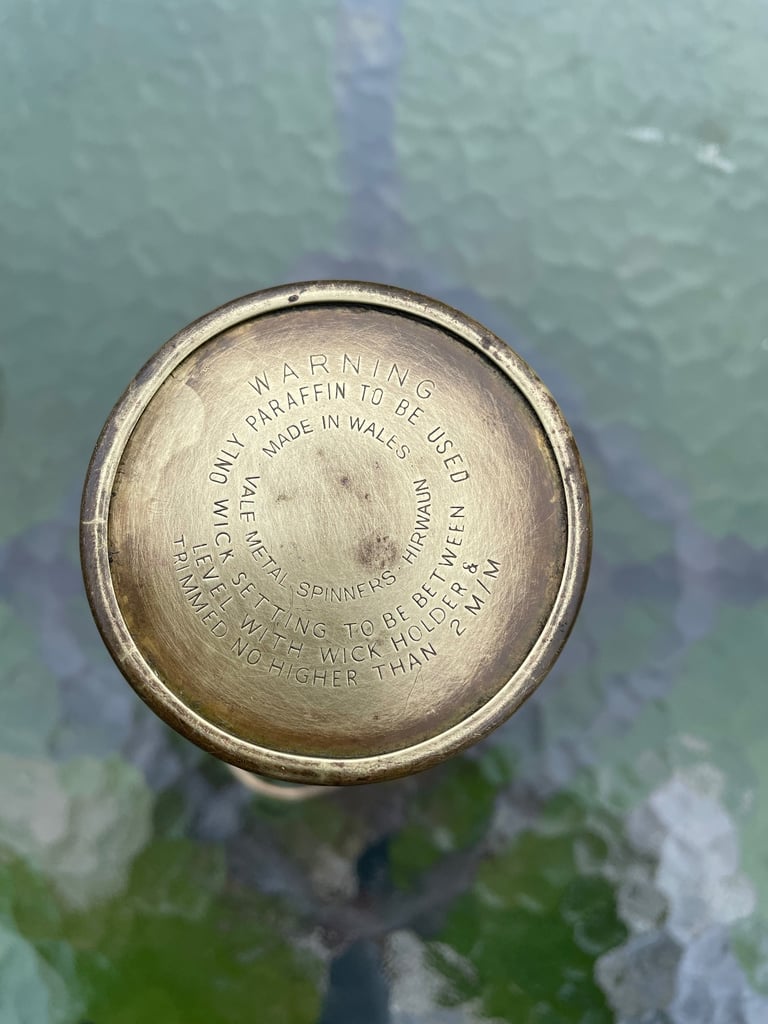 WARNING
ONLY PARAFFIN TO BE USED
MADE IN WALES
VALE METAL SPINNERS · HIRWAUN
WICK SETTING TO BE BETWEEN
LEVEL WITH WICK HOLDER &
TRIMMED NO HIGHER THAN 2 M/M